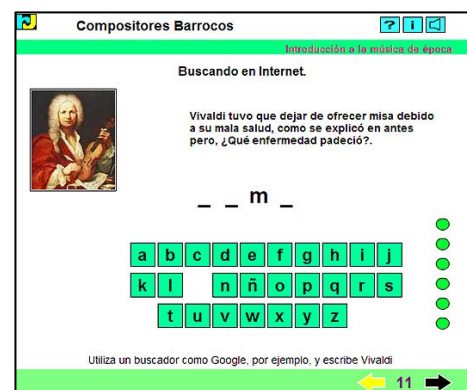 Compositores Barrocos
? i
Introducción a la música de época
Buscando en Internet.
Vivaldi tuvo que dejar de ofrecer misa debido
a su mala salud, como se explicó en antes
pero, ¿Qué enfermedad padeció?.
_ _ m _
a b c d e f g h i j
k l n ñ o p q r s
t u v w x y z
Utiliza un buscador como Google, por ejemplo, y escribe Vivaldi
11